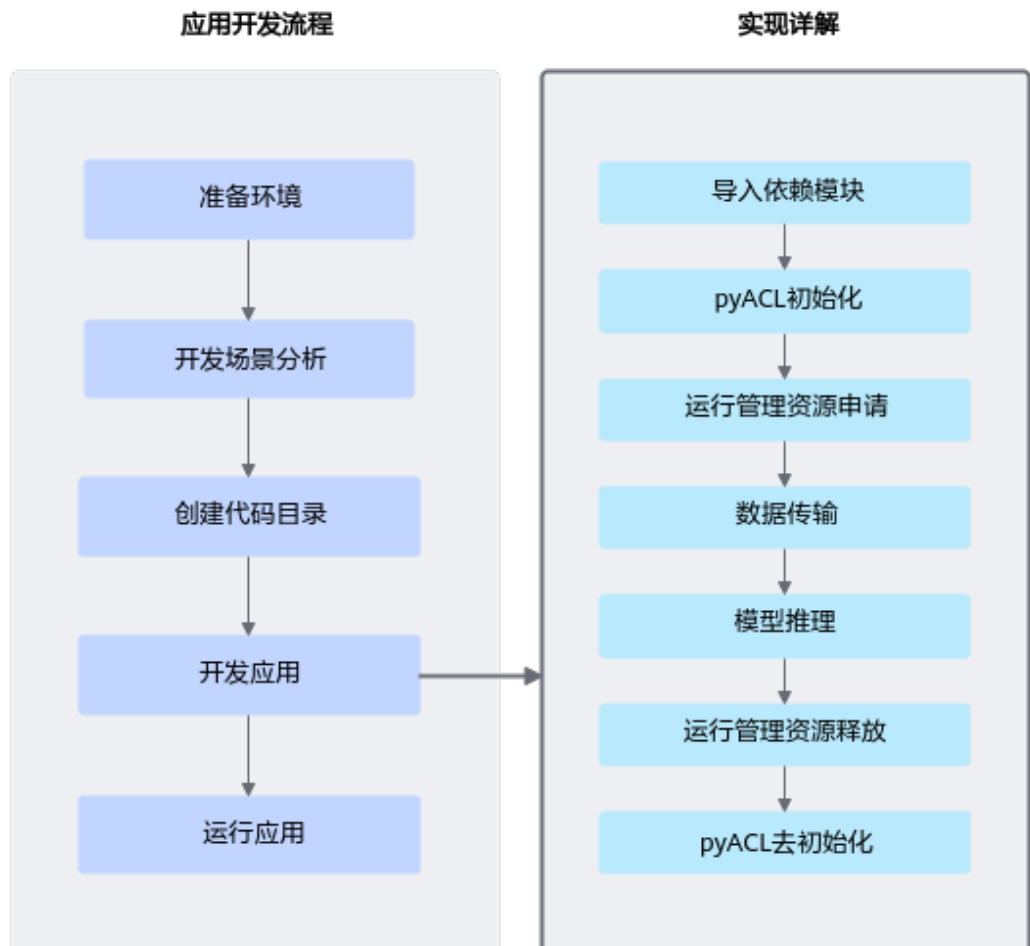 应用开发流程
准备环境
开发场景分析
创建代码目录
开发应用
运行应用
实现详解
导入依赖模块
pyACL初始化
运行管理资源申请
数据传输
模型推理
运行管理资源释放
pyACL去初始化